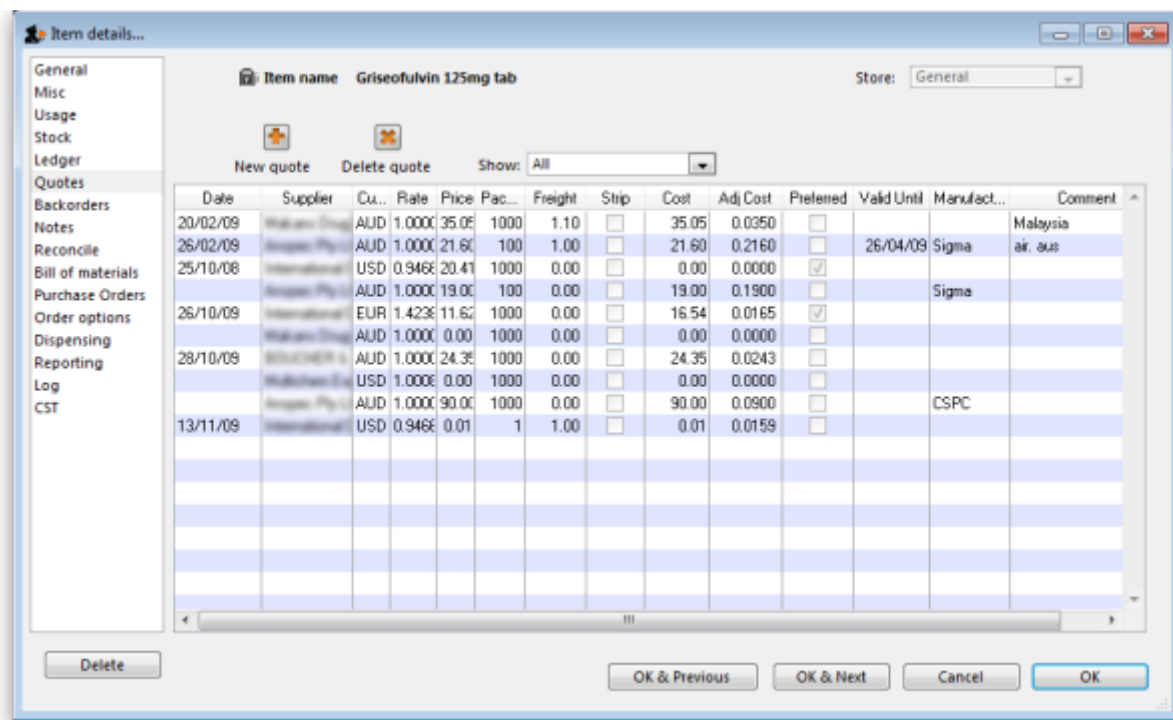 Item details...
General
Misc
Usage
Stock
Ledger
Quotes
Backorders
Notes
Reconcile
Bill of materials
Purchase Orders
Order options
Dispensing
Reporting
Log
CST
Item name Griseofulvin 125mg tab
Store: General
New quote Delete quote Show: All
Date Supplier Cu... Rate Price Pac... Freight Strip Cost Adj Cost Preferred Valid Until Manufact... Comment
20/02/09 AUD 1.000 35.05 1000 1.10 35.05 0.0350 Malaysia
26/02/09 AUD 1.000 21.60 100 1.00 21.60 0.2160 26/04/09 Sigma air. aus
25/10/08 USD 0.946 20.41 1000 0.00 0.00 0.0000
AUD 1.000 19.00 100 0.00 19.00 0.1900 Sigma
26/10/09 EUR 1.423 11.62 1000 0.00 16.54 0.0165
AUD 1.000 0.00 1000 0.00 0.00 0.0000
28/10/09 AUD 1.000 24.35 1000 0.00 24.35 0.0243
USD 1.000 0.00 1000 0.00 0.00 0.0000
AUD 1.000 90.00 1000 0.00 90.00 0.0900 CSPC
13/11/09 USD 0.946 0.01 1 1.00 0.01 0.0159
Delete
OK & Previous OK & Next Cancel OK